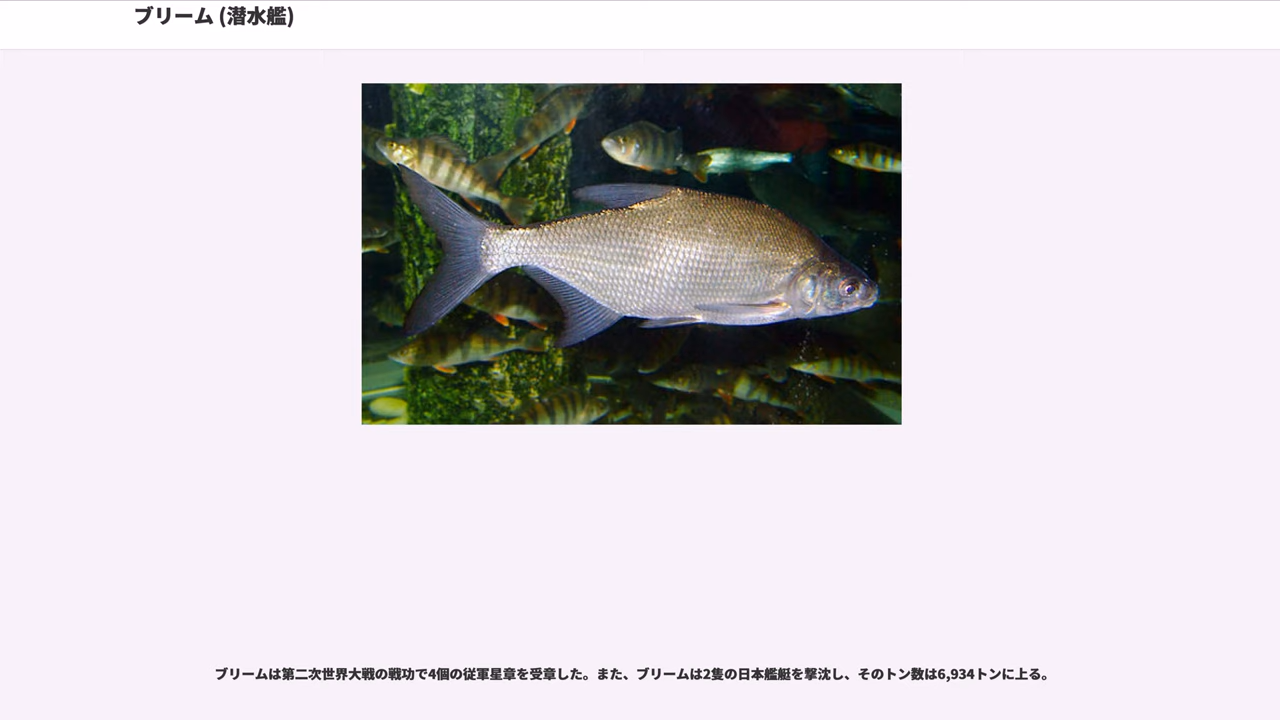 ブリーム (潜水艦)
ブリームは第二次世界大戦の戦功で4個の従軍星章を受章した。また、ブリームは2隻の日本艦艇を撃沈し、そのトン数は6,934トンに上る。